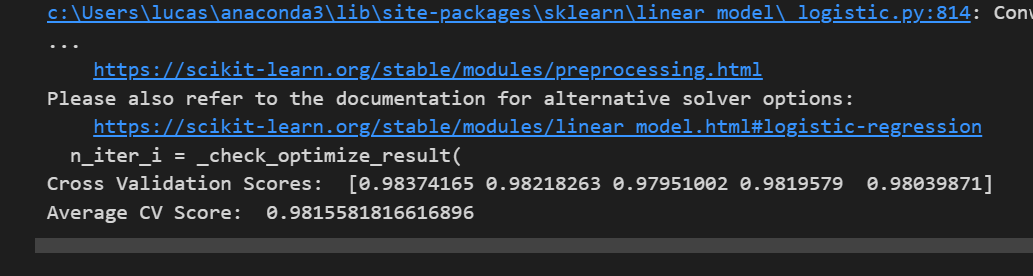 c:\Users\lucas\anaconda3\lib\site-packages\sklearn\linear_model\_logistic.py:814: Conv
...
https://scikit-learn.org/stable/modules/preprocessing.html
Please also refer to the documentation for alternative solver options:
https://scikit-learn.org/stable/modules/linear_model.html#logistic-regression
n_iter_i = _check_optimize_result(
Cross Validation Scores:  [0.98374165 0.98218263 0.97951002 0.9819579  0.98039871]
Average CV Score:  0.9815581816616896